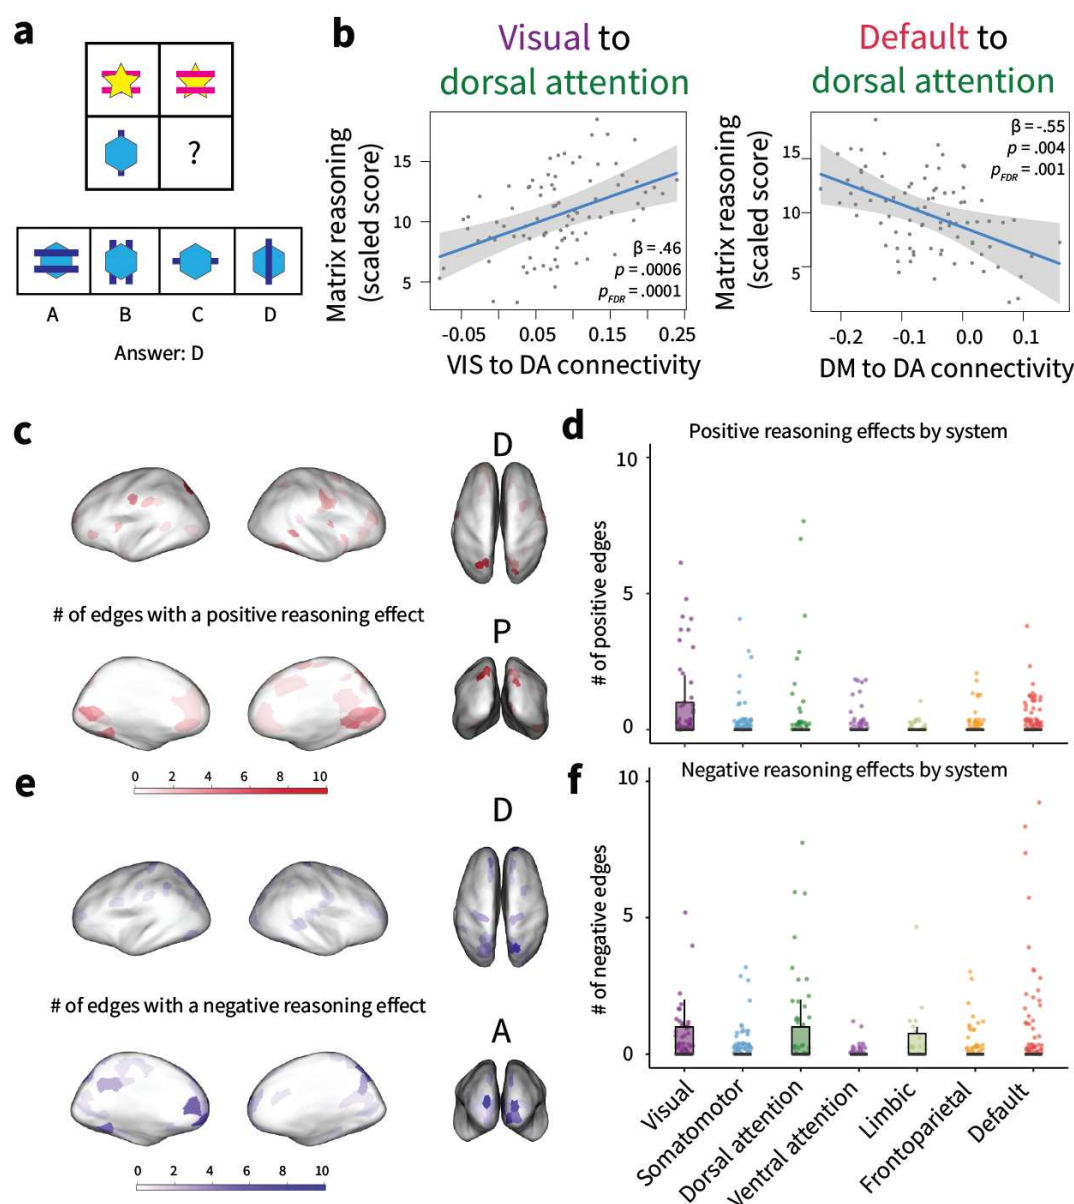 a
?
A B C D
Answer: D
b
Visual to
dorsal attention
Matrix reasoning
(scaled score)
15
10
5
β = .46
p = .0006
pFDR = .0001
-0.05 0.05 0.15 0.25
VIS to DA connectivity
Default to
dorsal attention
Matrix reasoning
(scaled score)
15
10
5
β = -.55
p = .004
pFDR = .001
-0.2 -0.1 0.0 0.1
DM to DA connectivity
c
D
# of edges with a positive reasoning effect
P
0 2 4 6 8 10
d
Positive reasoning effects by system
# of positive edges
10
5
0
e
D
# of edges with a negative reasoning effect
A
0 2 4 6 8 10
f
Negative reasoning effects by system
# of negative edges
10
5
0
Visual
Somatomotor
Dorsal attention
Ventral attention
Limbic
Frontoparietal
Default